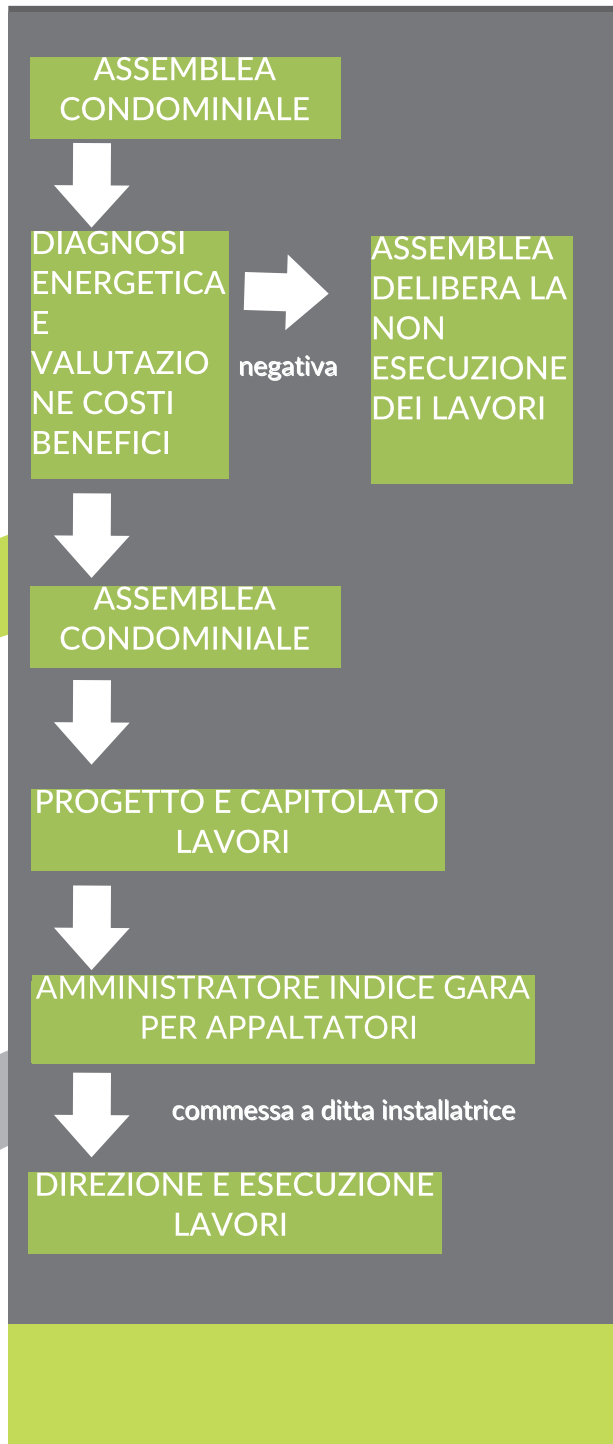 ASSEMBLEA
CONDOMINIALE
DIAGNOSI
ENERGETICA
E
VALUTAZIO
NE COSTI
BENEFICI
negativa
ASSEMBLEA
DELIBERA LA
NON
ESECUZIONE
DEI LAVORI
ASSEMBLEA
CONDOMINIALE
PROGETTO E CAPITOLATO
LAVORI
AMMINISTRATORE INDICE GARA
PER APPALTATORI
commessa a ditta installatrice
DIREZIONE E ESECUZIONE
LAVORI